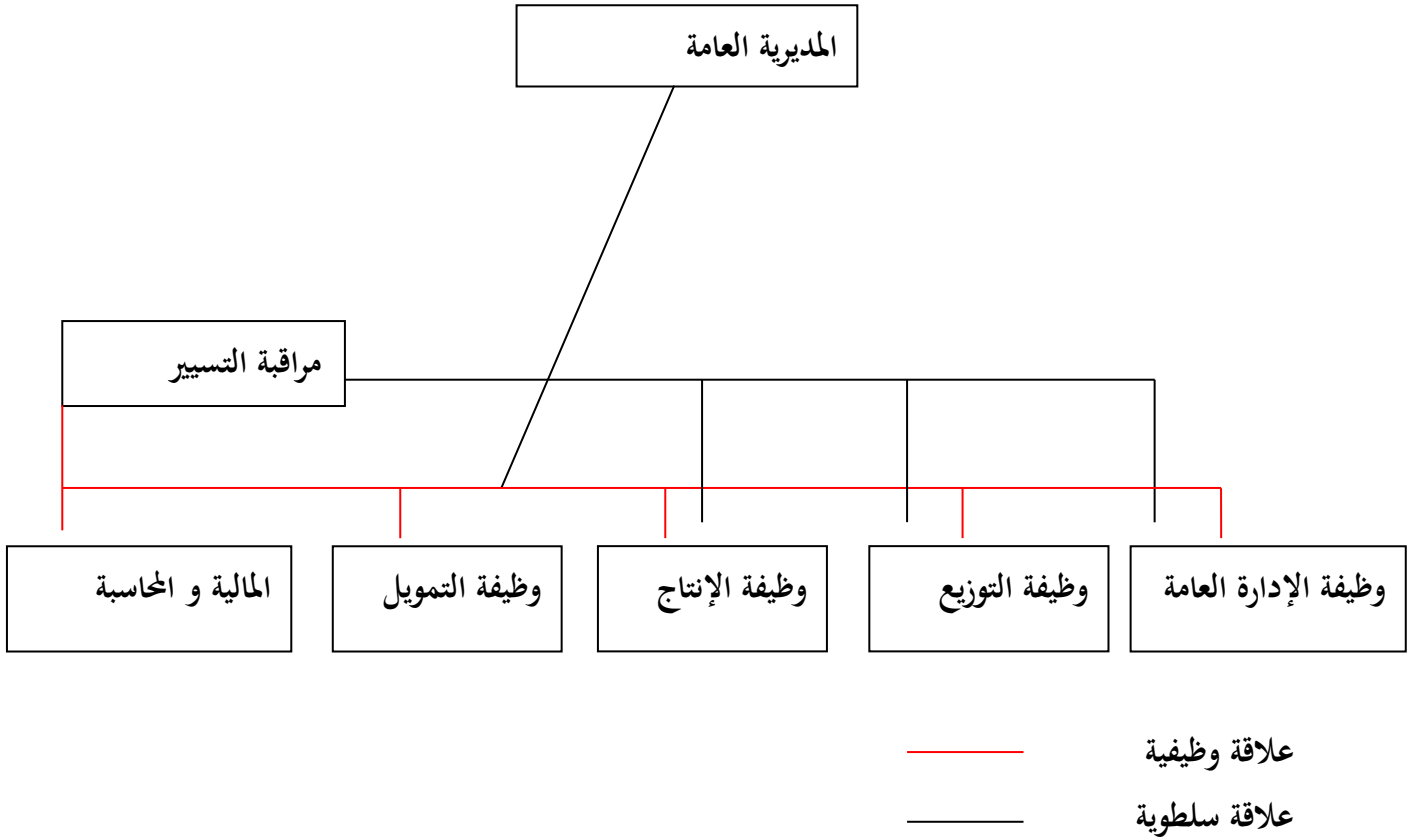 المديرية العامة
مراقبة التسيير
وظيفة الإدارة العامة
وظيفة التوزيع
وظيفة الإنتاج
وظيفة التمويل
المالية و المحاسبة
علاقة وظيفية
علاقة سلطوية